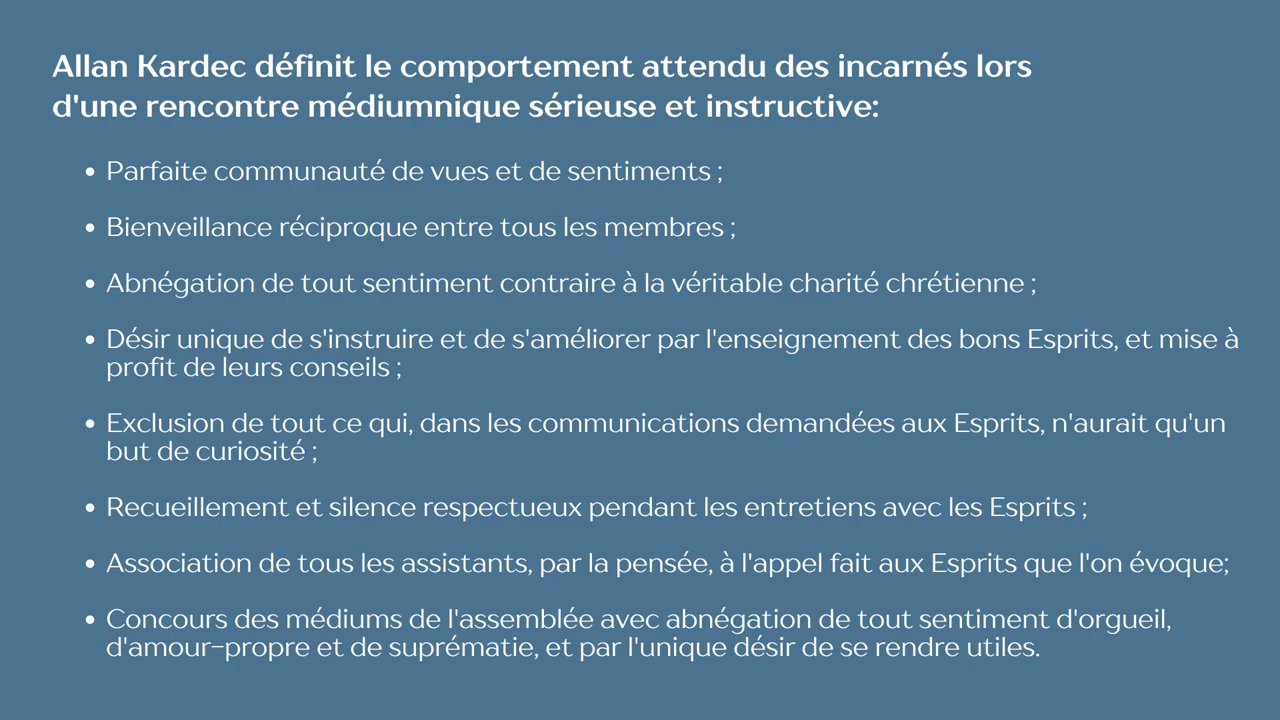 Allan Kardec définit le comportement attendu des incarnés lors
d'une rencontre médiumnique sérieuse et instructive:
• Parfaite communauté de vues et de sentiments ;
• Bienveillance réciproque entre tous les membres ;
• Abnégation de tout sentiment contraire à la véritable charité chrétienne ;
• Désir unique de s'instruire et de s'améliorer par l'enseignement des bons Esprits, et mise à
profit de leurs conseils ;
• Exclusion de tout ce qui, dans les communications demandées aux Esprits, n'aurait qu'un
but de curiosité ;
• Recueillement et silence respectueux pendant les entretiens avec les Esprits ;
• Association de tous les assistants, par la pensée, à l'appel fait aux Esprits que l'on évoque;
• Concours des médiums de l'assemblée avec abnégation de tout sentiment d'orgueil,
d'amour-propre et de suprématie, et par l'unique désir de se rendre utiles.